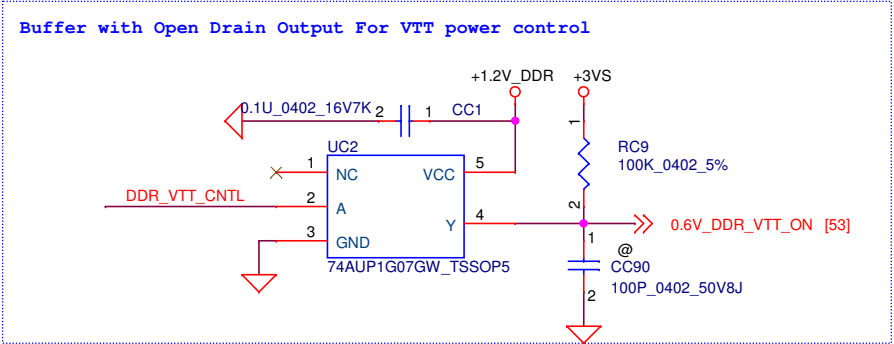 Buffer with Open Drain Output For VTT power control
+1.2V_DDR +3VS
0.1U_0402_16V7K 2 1 CC1
1
RC9
100K_0402_5%
2
UC2
1 NC VCC 5
DDR_VTT_CNTL 2 A
Y 4
0.6V_DDR_VTT_ON [53]
3 GND
74AUP1G07GW_TSSOP5
1
@
CC90
100P_0402_50V8J
2